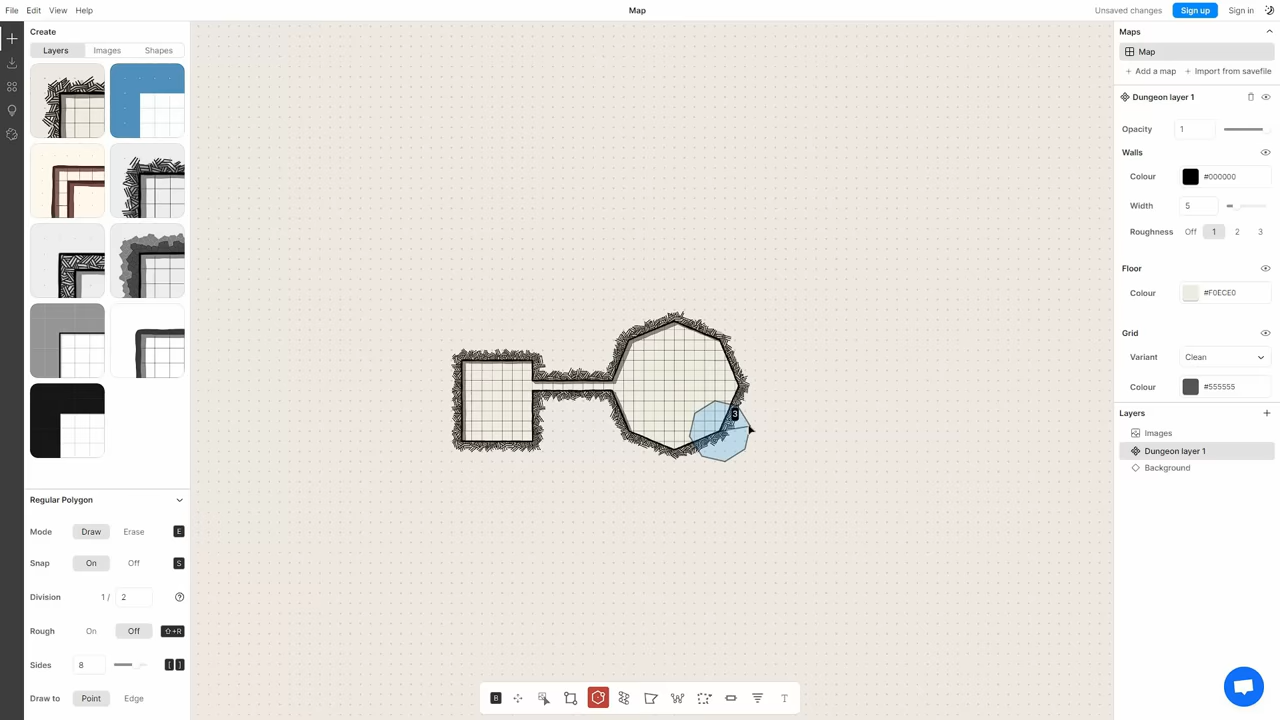 File Edit View Help
Map
Unsaved changes Sign up Sign in
Create
Layers Images Shapes
Regular Polygon
Mode Draw Erase E
Snap On Off S
Division 1 / 2
Rough On Off ⇧+R
Sides 8 [ ]
Draw to Point Edge
3
B T
Maps
Map
+ Add a map + Import from savefile
Dungeon layer 1
Opacity 1
Walls
Colour #000000
Width 5
Roughness Off 1 2 3
Floor
Colour #F0ECE0
Grid
Variant Clean
Colour #555555
Layers +
Images
Dungeon layer 1
Background